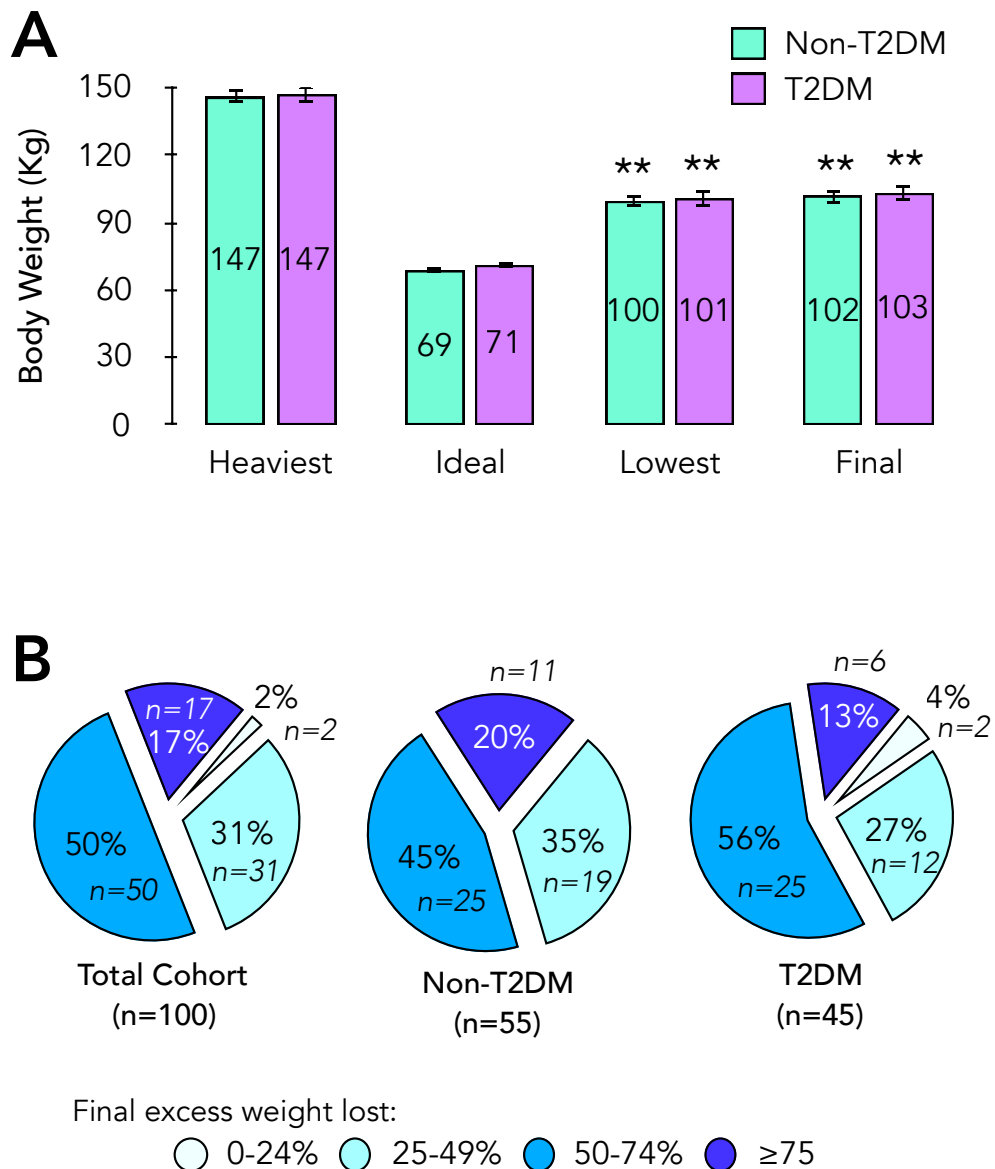 A
Non-T2DM
T2DM
Body Weight (Kg)
150
120
90
60
30
0
147
147
69
71
**
**
100
101
**
**
102
103
Heaviest Ideal Lowest Final
B
n=17
17%
2%
n=2
31%
n=31
50%
n=50
Total Cohort
(n=100)
n=11
20%
35%
n=19
45%
n=25
Non-T2DM
(n=55)
n=6
13%
4%
n=2
27%
n=12
56%
n=25
T2DM
(n=45)
Final excess weight lost:
0-24% 25-49% 50-74% ≥75